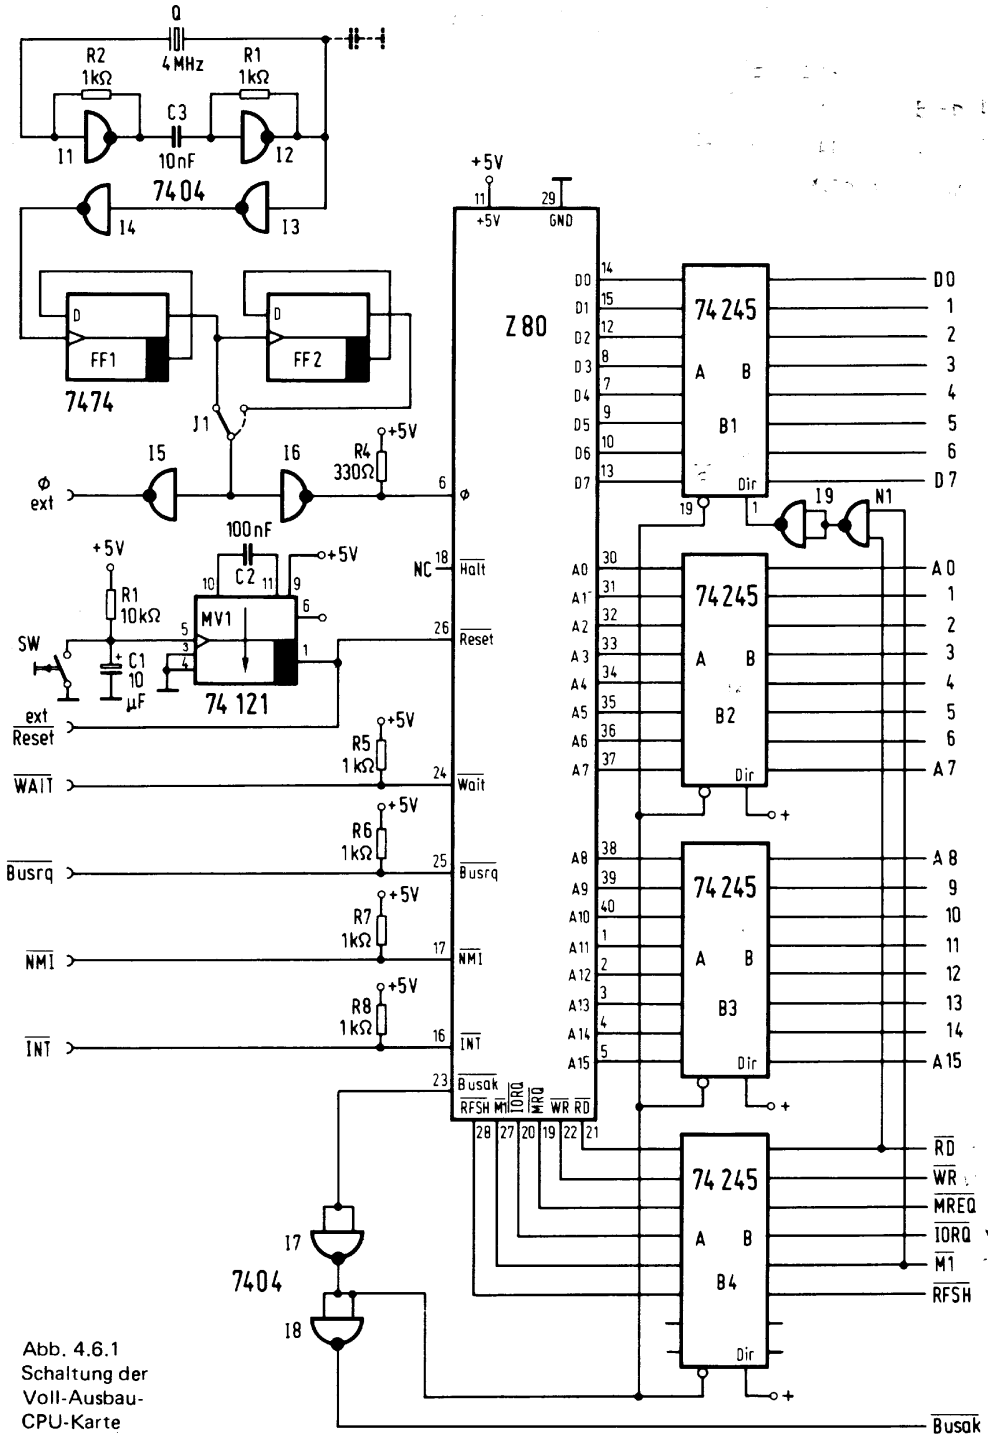 Q
4MHz
R2
1kΩ
R1
1kΩ
C3
10nF
I1
I2
7404
I4
I3
D
FF1
7474
D
FF2
J1
I5
I6
+5V
R4
330Ω
Φ
ext
6
Φ
+5V
11
+5V
29
GND
Z80
100nF
C2
+5V
10
11
9
+5V
R1
10kΩ
MV1
6
5
3
4
1
SW
+
C1
10
µF
74121
NC
18
Halt
26
Reset
ext
Reset
+5V
R5
1kΩ
WAIT
24
Wait
+5V
R6
1kΩ
Busrq
25
Busrq
+5V
R7
1kΩ
NMI
17
NMI
+5V
R8
1kΩ
INT
16
INT
23
Busak
RFSH M1 IORQ MRQ WR RD
28 27 20 19 22 21
D0 14
D1 15
D2 12
D3 8
D4 7
D5 9
D6 10
D7 13
74245
A B
B1
Dir
19
1
D0
1
2
3
4
5
6
D7
I9
N1
A0 30
A1 31
A2 32
A3 33
A4 34
A5 35
A6 36
A7 37
74245
A B
B2
Dir
+
A0
1
2
3
4
5
6
A7
A8 38
A9 39
A10 40
A11 1
A12 2
A13 3
A14 4
A15 5
74245
A B
B3
Dir
+
A8
9
10
11
12
13
14
A15
74245
A B
B4
Dir
+
RD
WR
MREQ
IORQ
M1
RFSH
I7
7404
I8
Busak
Abb. 4.6.1
Schaltung der
Voll-Ausbau-
CPU-Karte